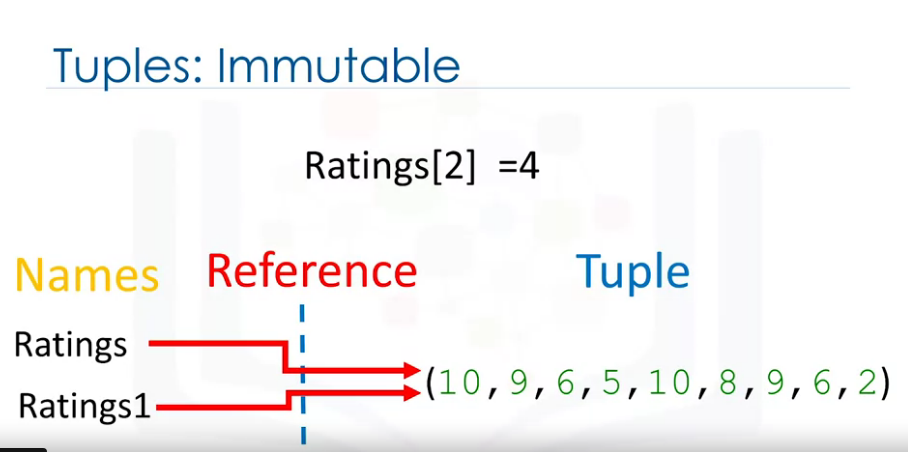 Tuples: Immutable
Ratings[2] =4
Names Reference Tuple
Ratings
(10,9,6,5,10,8,9,6,2)
Ratings1